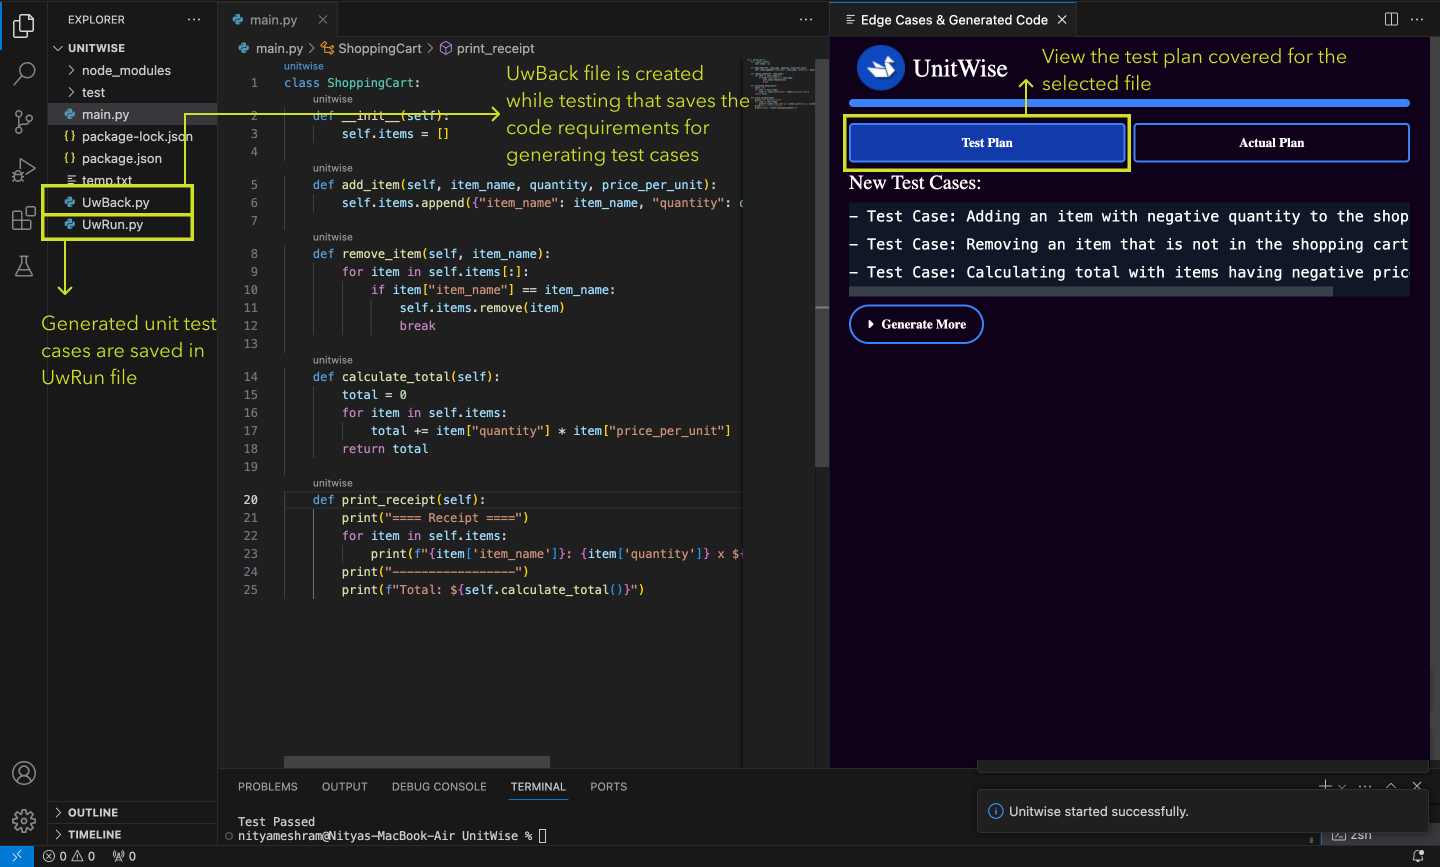 EXPLORER
UNITWISE
node_modules
test
main.py
package-lock.json
package.json
temp.txt
UwBack.py
UwRun.py
Generated unit test
cases are saved in
UwRun file
OUTLINE
TIMELINE
main.py
main.py > ShoppingCart > print_receipt
unitwise
1 class ShoppingCart:
unitwise
2 def __init__(self):
3 self.items = []
4
unitwise
5 def add_item(self, item_name, quantity, price_per_unit):
6 self.items.append({"item_name": item_name, "quantity":
7
unitwise
8 def remove_item(self, item_name):
9 for item in self.items[:]:
10 if item["item_name"] == item_name:
11 self.items.remove(item)
12 break
13
unitwise
14 def calculate_total(self):
15 total = 0
16 for item in self.items:
17 total += item["quantity"] * item["price_per_unit"]
18 return total
19
unitwise
20 def print_receipt(self):
21 print("==== Receipt ====")
22 for item in self.items:
23 print(f"{item['item_name']}: {item['quantity']} x ${
24 print("-----------------")
25 print(f"Total: ${self.calculate_total()}")
UwBack file is created
while testing that saves the
code requirements for
generating test cases
Edge Cases & Generated Code
UnitWise
View the test plan covered for the
selected file
Test Plan
Actual Plan
New Test Cases:
- Test Case: Adding an item with negative quantity to the shop
- Test Case: Removing an item that is not in the shopping cart
- Test Case: Calculating total with items having negative pric
Generate More
PROBLEMS OUTPUT DEBUG CONSOLE TERMINAL PORTS
Test Passed
nityameshram@Nityas-MacBook-Air UnitWise %
Unitwise started successfully.
zsh
0 0 0